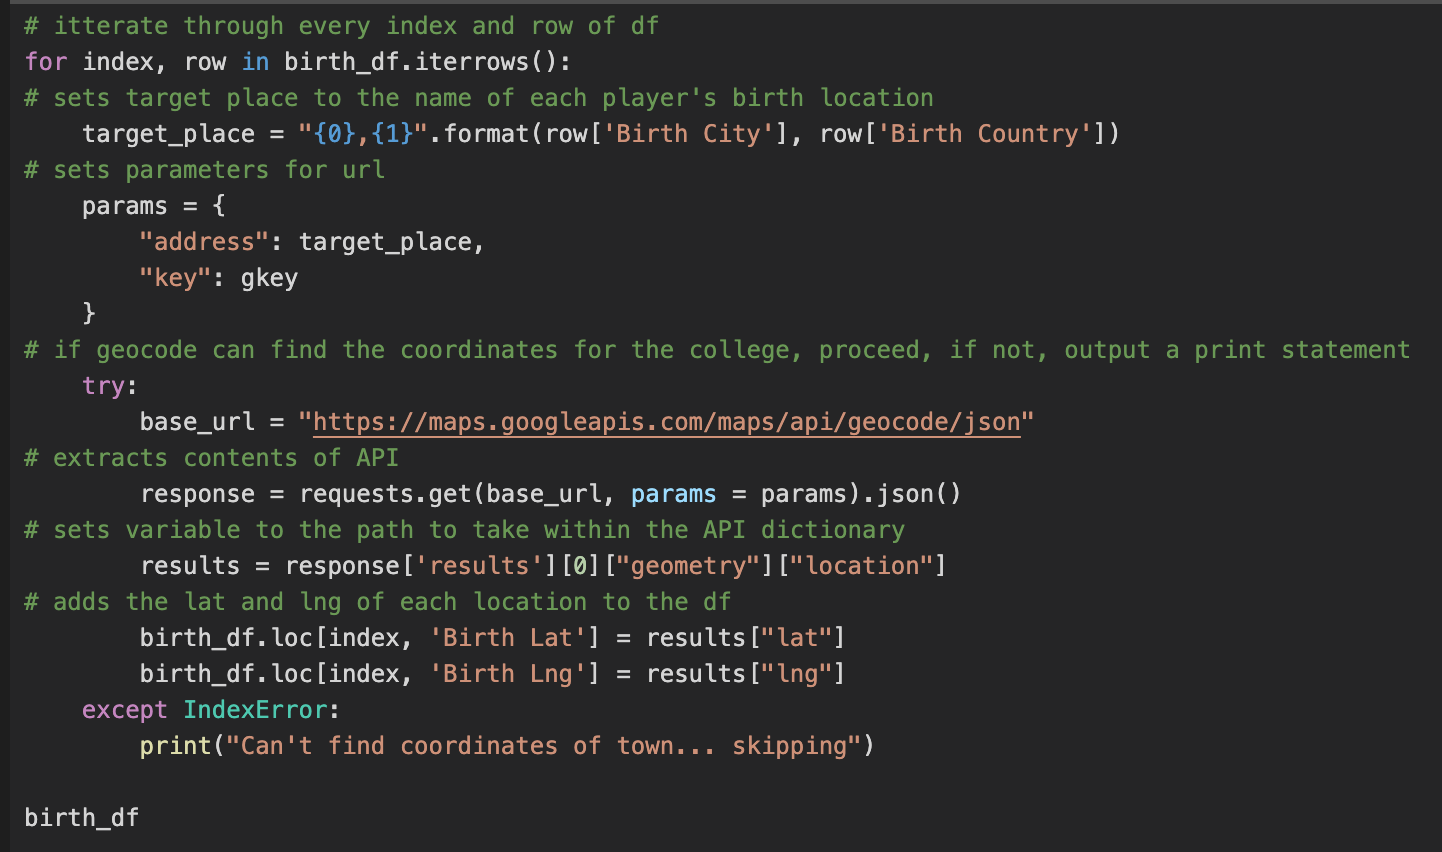 # itterate through every index and row of df
for index, row in birth_df.iterrows():
# sets target place to the name of each player's birth location
    target_place = "{0},{1}".format(row['Birth City'], row['Birth Country'])
# sets parameters for url
    params = {
        "address": target_place,
        "key": gkey
    }
# if geocode can find the coordinates for the college, proceed, if not, output a print statement
    try:
        base_url = "https://maps.googleapis.com/maps/api/geocode/json"
# extracts contents of API
        response = requests.get(base_url, params = params).json()
# sets variable to the path to take within the API dictionary
        results = response['results'][0]["geometry"]["location"]
# adds the lat and lng of each location to the df
        birth_df.loc[index, 'Birth Lat'] = results["lat"]
        birth_df.loc[index, 'Birth Lng'] = results["lng"]
    except IndexError:
        print("Can't find coordinates of town... skipping")

birth_df